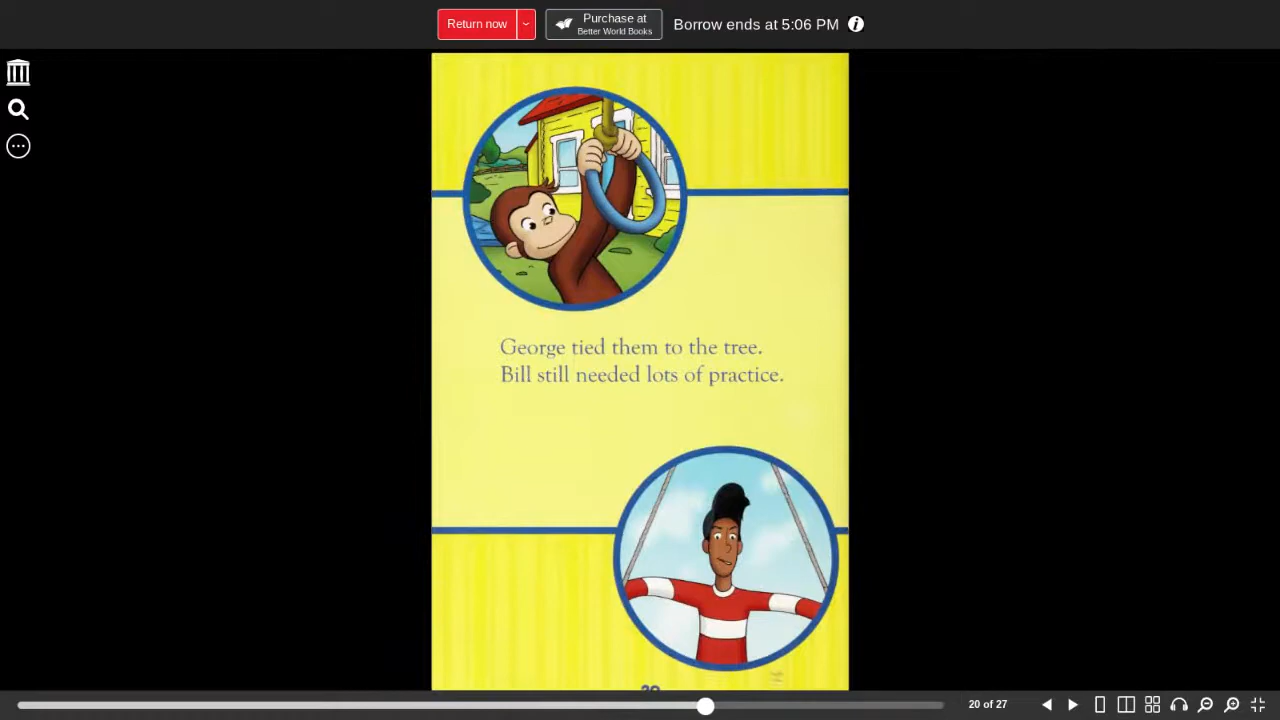 Return now
Purchase at
Better World Books
Borrow ends at 5:06 PM
George tied them to the tree.
Bill still needed lots of practice.
20 of 27